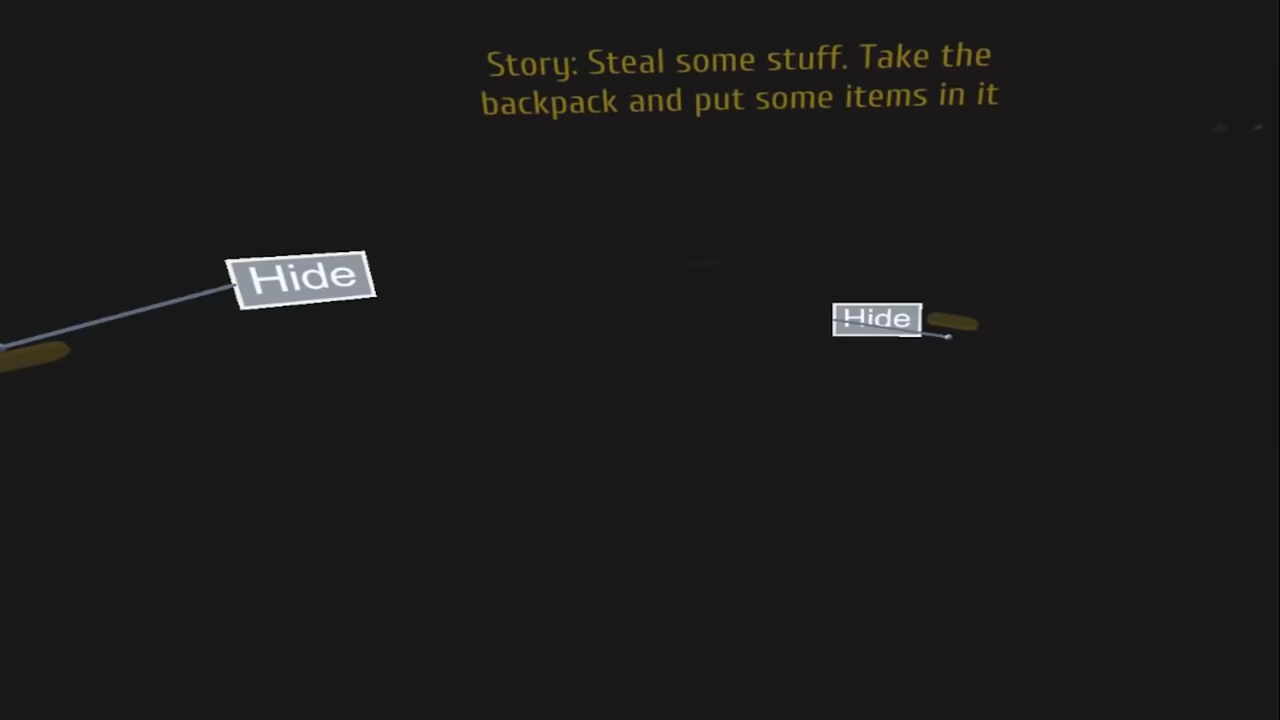 Story: Steal some stuff. Take the
backpack and put some items in it
Hide
Hide